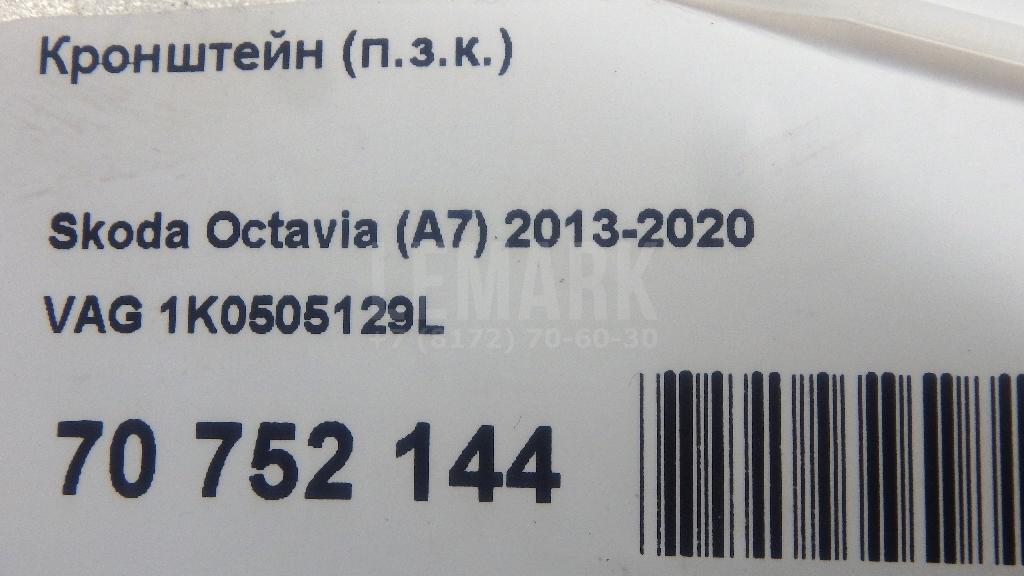 Кронштейн (п.з.к.)
Skoda Octavia (A7) 2013-2020
LEMARK
VAG 1K0505129L
+7 (8172) 70-60-30
70 752 144